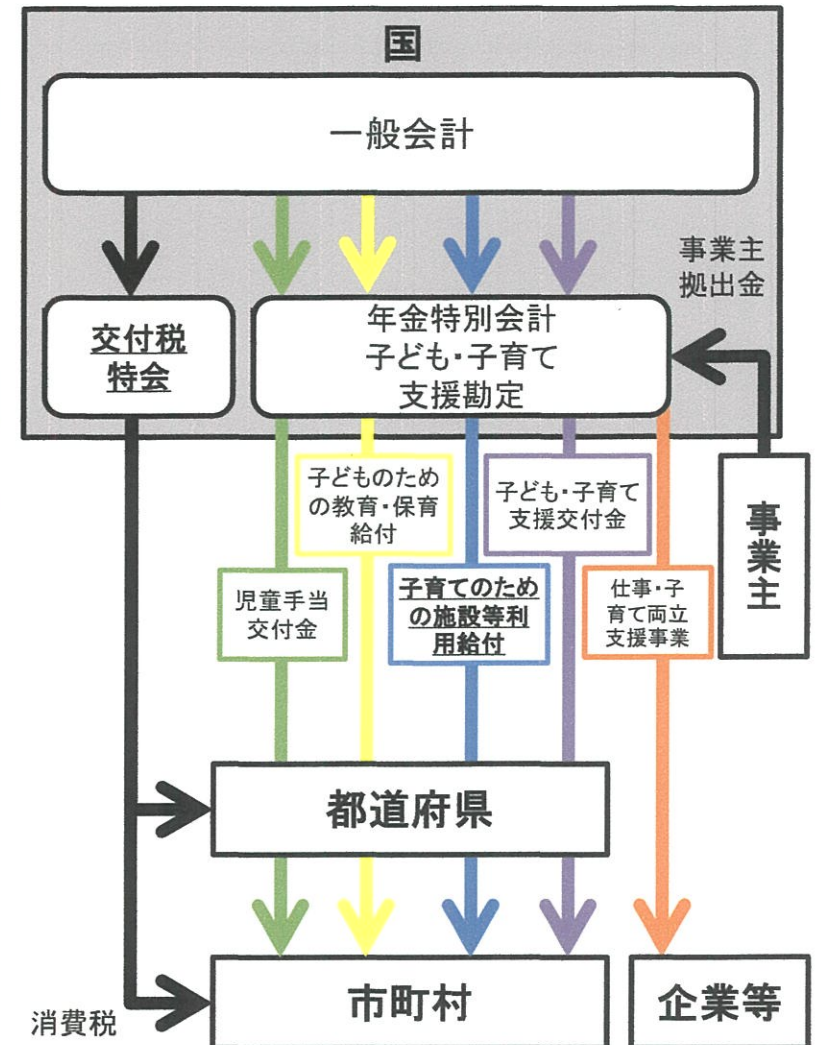 国
一般会計
事業主
拠出金
交付税
特会
年金特別会計
子ども・子育て
支援勘定
子どものため
の教育・保育
給付
子ども・子育て
支援交付金
事業主
児童手当
交付金
子育てのため
の施設等利
用給付
仕事・子
育て両立
支援事業
都道府県
市町村
企業等
消費税